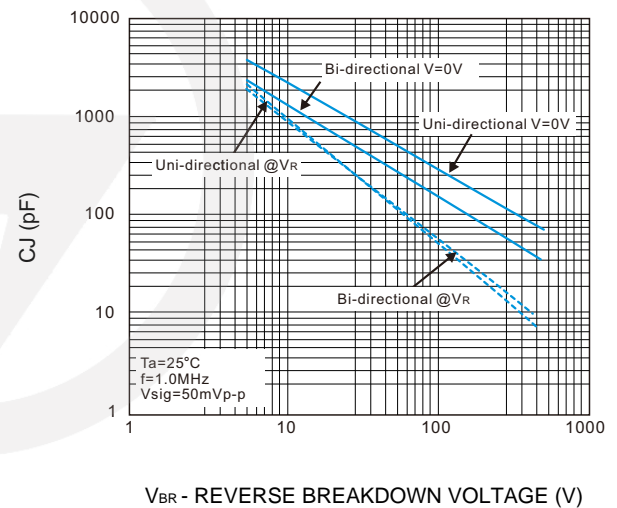 10000
1000
100
10
1
CJ (pF)
Bi-directional V=0V
Uni-directional V=0V
Uni-directional @VR
Bi-directional @VR
Ta=25°C
f=1.0MHz
Vsig=50mVp-p
1 10 100 1000
VBR - REVERSE BREAKDOWN VOLTAGE (V)